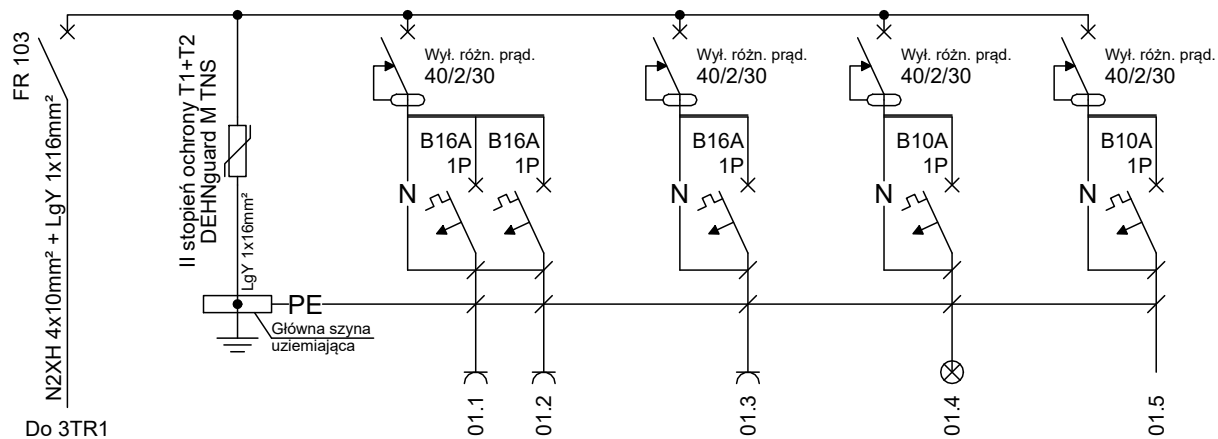 FR 103
N2XH 4x10mm² + LgY 1x16mm²
Do 3TR1
II stopień ochrony T1+T2
DEHNguard M TNS
LgY 1x16mm²
PE
Główna szyna
uziemiająca
Wył. różn. prąd.
40/2/30
B16A
1P
B16A
1P
N
01.1
01.2
Wył. różn. prąd.
40/2/30
B16A
1P
N
01.3
Wył. różn. prąd.
40/2/30
B10A
1P
N
01.4
Wył. różn. prąd.
40/2/30
B10A
1P
N
01.5